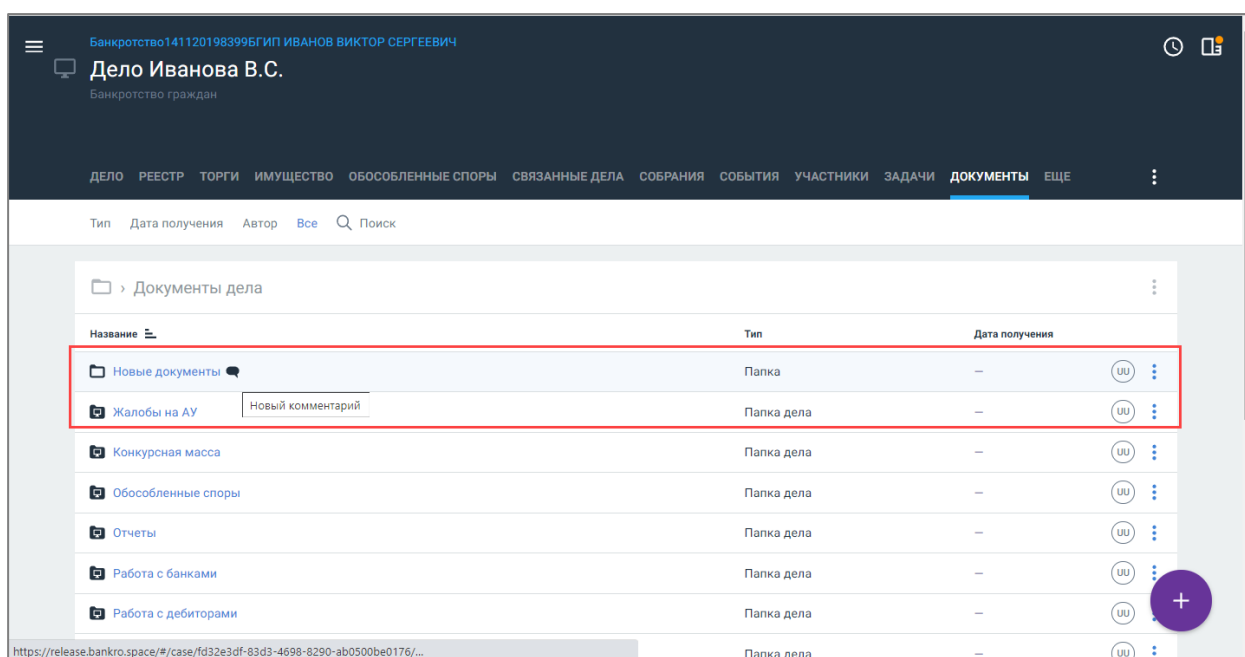 Банкротство141120198399БГИП ИВАНОВ ВИКТОР СЕРГЕЕВИЧ
Дело Иванова В.С.
Банкротство граждан
ДЕЛО РЕЕСТР ТОРГИ ИМУЩЕСТВО ОБОСОБЛЕННЫЕ СПОРЫ СВЯЗАННЫЕ ДЕЛА СОБРАНИЯ СОБЫТИЯ УЧАСТНИКИ ЗАДАЧИ ДОКУМЕНТЫ ЕЩЕ
Тип Дата получения Автор Все Поиск
› Документы дела
Название Тип Дата получения
Новые документы Папка — UU
Новый комментарий
Жалобы на АУ Папка дела — UU
Конкурсная масса Папка дела — UU
Обособленные споры Папка дела — UU
Отчеты Папка дела — UU
Работа с банками Папка дела — UU
Работа с дебиторами Папка дела — UU
+
https://release.bankro.space/#/case/fd32e3df-83d3-4698-8290-ab0500be0176/... Папка дела — UU